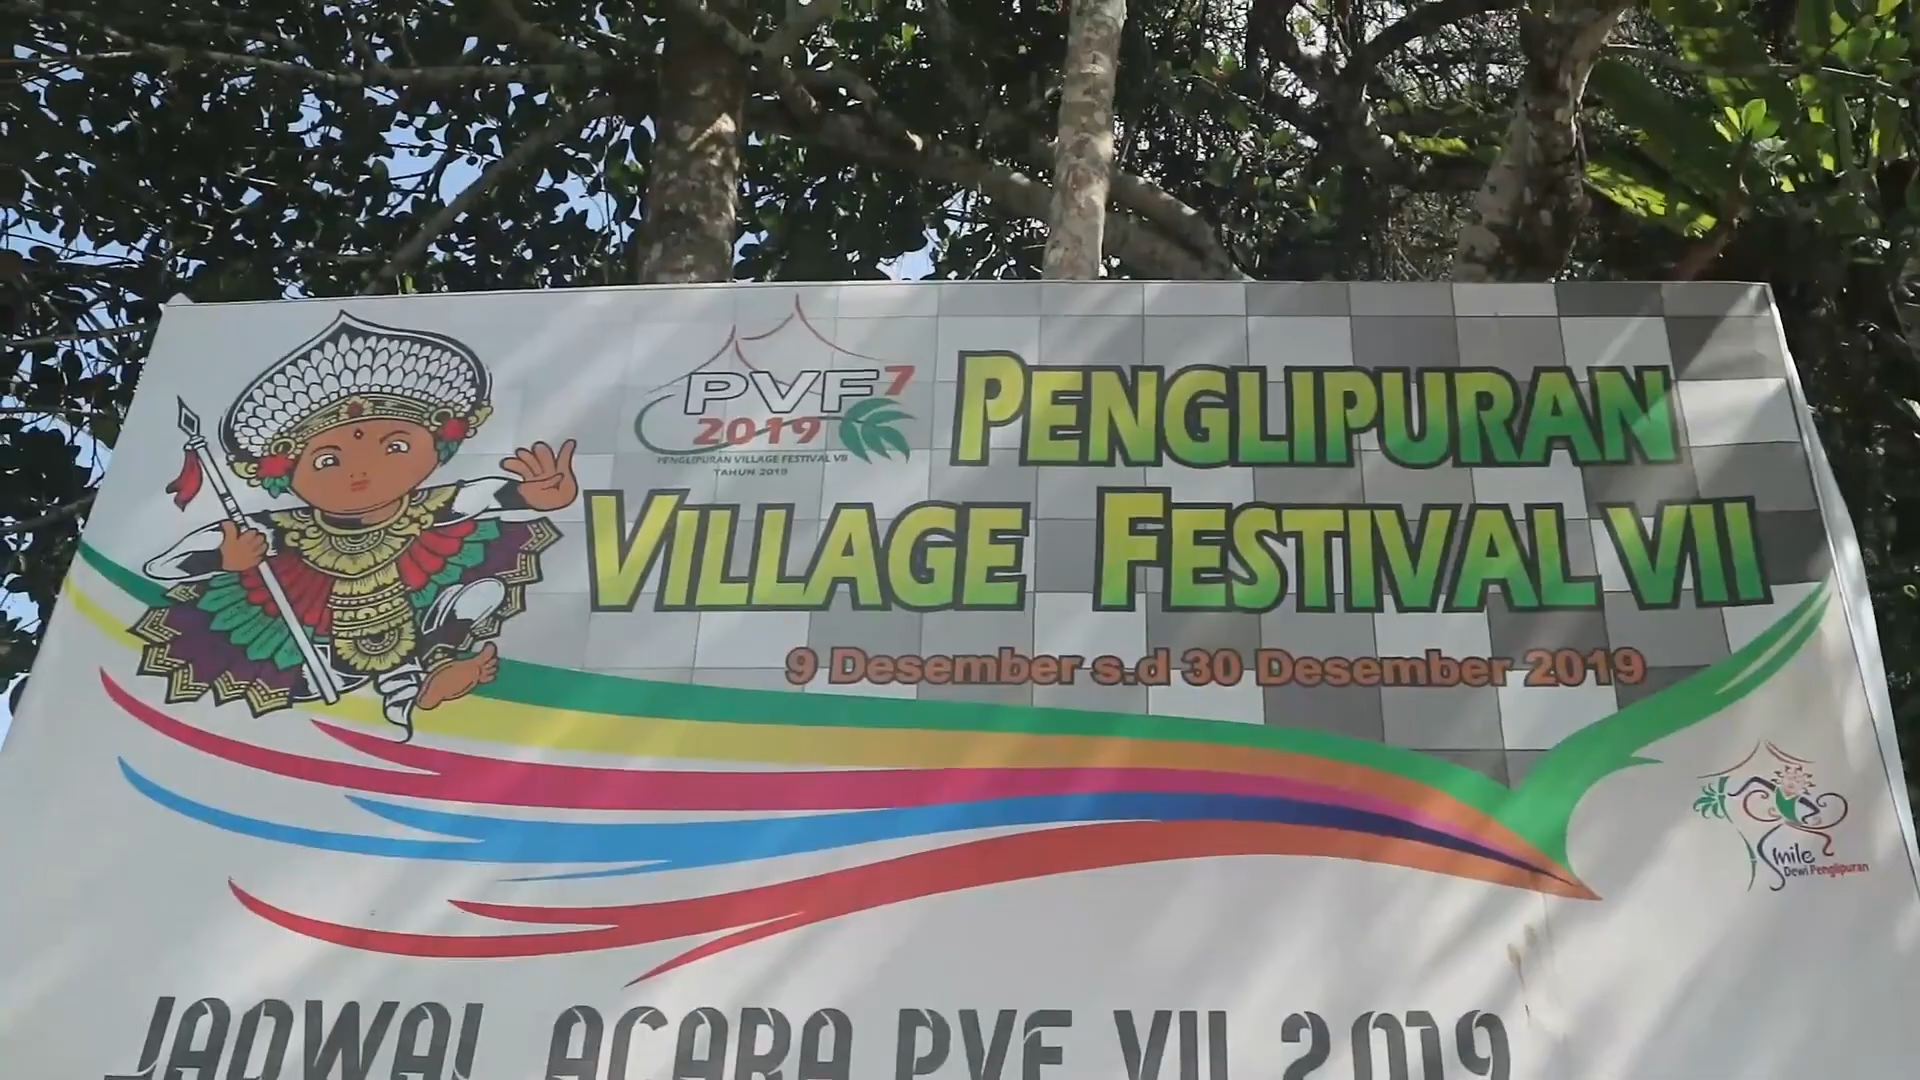 PVF7
2019
PENGLIPURAN VILLAGE FESTIVAL VII
TAHUN 2019
PENGLIPURAN
VILLAGE FESTIVAL VII
9 Desember s.d 30 Desember 2019
Smile
Dewi Penglipuran
JADWAL ACARA PVF VII 2019